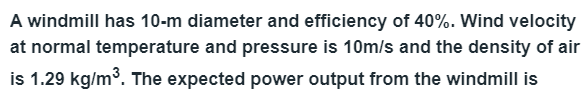 A windmill has 10-m diameter and efficiency of 40%. Wind velocity
at normal temperature and pressure is 10m/s and the density of air
is 1.29 kg/m³. The expected power output from the windmill is